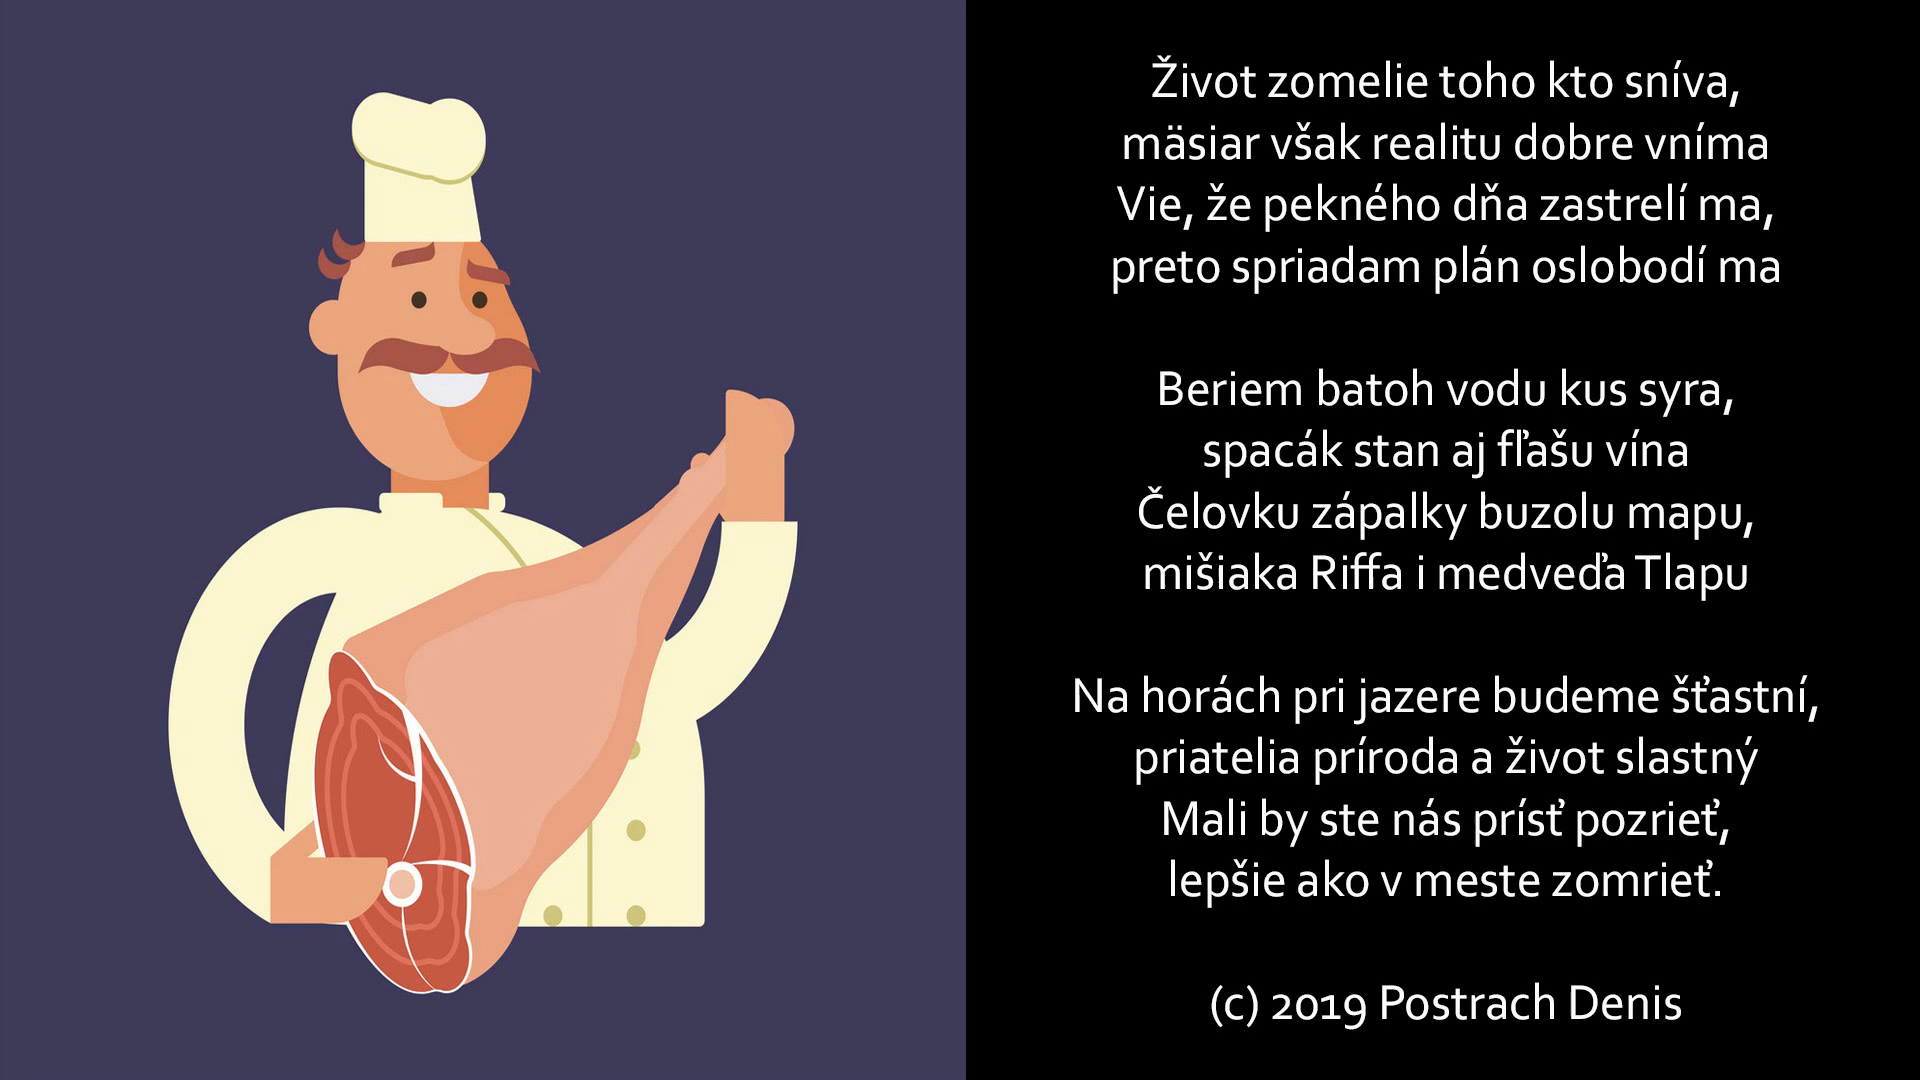 Život zomelie toho kto sníva,
mäsiar však realitu dobre vníma
Vie, že pekného dňa zastrelí ma,
preto spriadam plán oslobodí ma
Beriem batoh vodu kus syra,
spacák stan aj fľašu vína
Čelovku zápalky buzolu mapu,
mišiaka Riffa i medveďa Tlapu
Na horách pri jazere budeme šťastní,
priatelia príroda a život slastný
Mali by ste nás prísť pozrieť,
lepšie ako v meste zomrieť.
(c) 2019 Postrach Denis